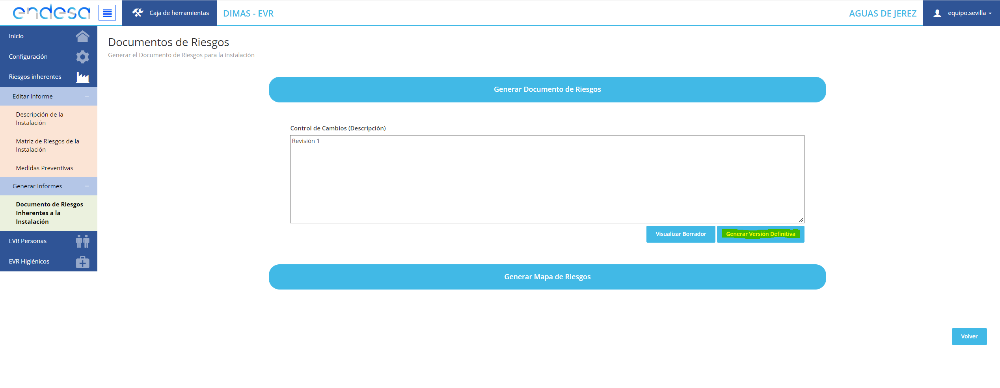 endesa
Caja de herramientas
DIMAS - EVR
AGUAS DE JEREZ
equipo.sevilla
Inicio
Configuración
Riesgos inherentes
Editar Informe
Descripción de la
Instalación
Matriz de Riesgos de la
Instalación
Medidas Preventivas
Generar Informes
Documento de Riesgos
Inherentes a la
Instalación
EVR Personas
EVR Higiénicos
Documentos de Riesgos
Generar el Documento de Riesgos para la instalación
Generar Documento de Riesgos
Control de Cambios (Descripción)
Revisión 1
Visualizar Borrador
Generar Versión Definitiva
Generar Mapa de Riesgos
Volver